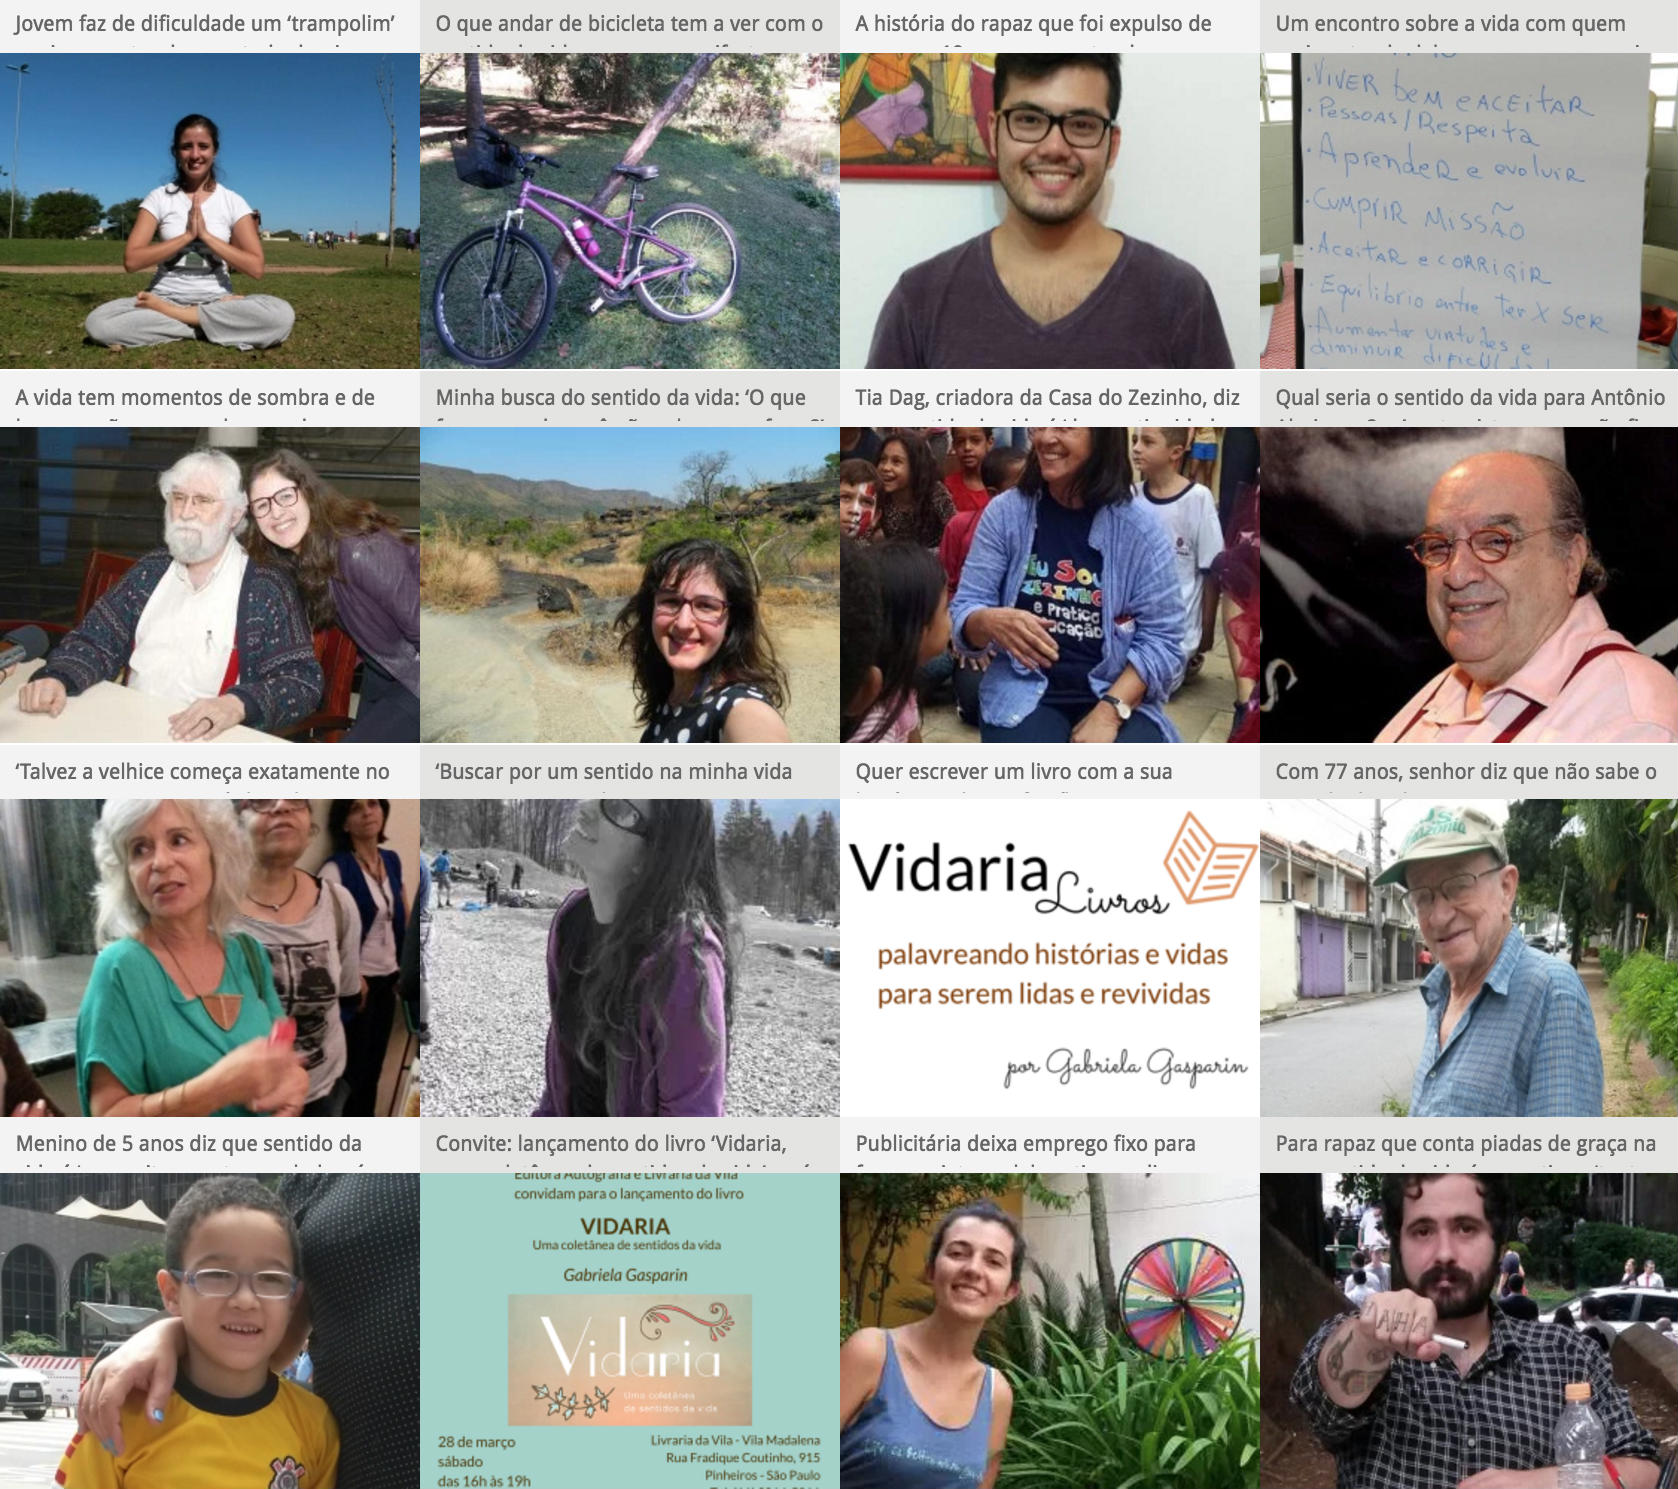 Jovem faz de dificuldade um ‘trampolim’
O que andar de bicicleta tem a ver com o
A história do rapaz que foi expulso de
Um encontro sobre a vida com quem
•VIVER bem e ACEITAR
•PESSOAS / Respeita
•Aprender e evoluir
•CUMPRIR MISSÃO
•Aceitar e CORRIGIR
•Equilibrio entre Ter X SER
•Aumentar virtudes e
diminuir
A vida tem momentos de sombra e de
Minha busca do sentido da vida: ‘O que
Tia Dag, criadora da Casa do Zezinho, diz
Qual seria o sentido da vida para Antônio
EU SOU
ZEZINHO
e Pratico
ucação
‘Talvez a velhice começa exatamente no
‘Buscar por um sentido na minha vida
Quer escrever um livro com a sua
Com 77 anos, senhor diz que não sabe o
Vidaria
Livros
palavreando histórias e vidas
para serem lidas e revividas
por Gabriela Gasparin
Menino de 5 anos diz que sentido da
Convite: lançamento do livro ‘Vidaria,
Publicitária deixa emprego fixo para
Para rapaz que conta piadas de graça na
Editora Autografia e Livraria da Vila
convidam para o lançamento do livro
VIDARIA
Uma coletânea de sentidos da vida
Gabriela Gasparin
Vidaria
Uma coletânea
de sentidos da vida
28 de março
sábado
das 16h às 19h
Livraria da Vila - Vila Madalena
Rua Fradique Coutinho, 915
Pinheiros - São Paulo